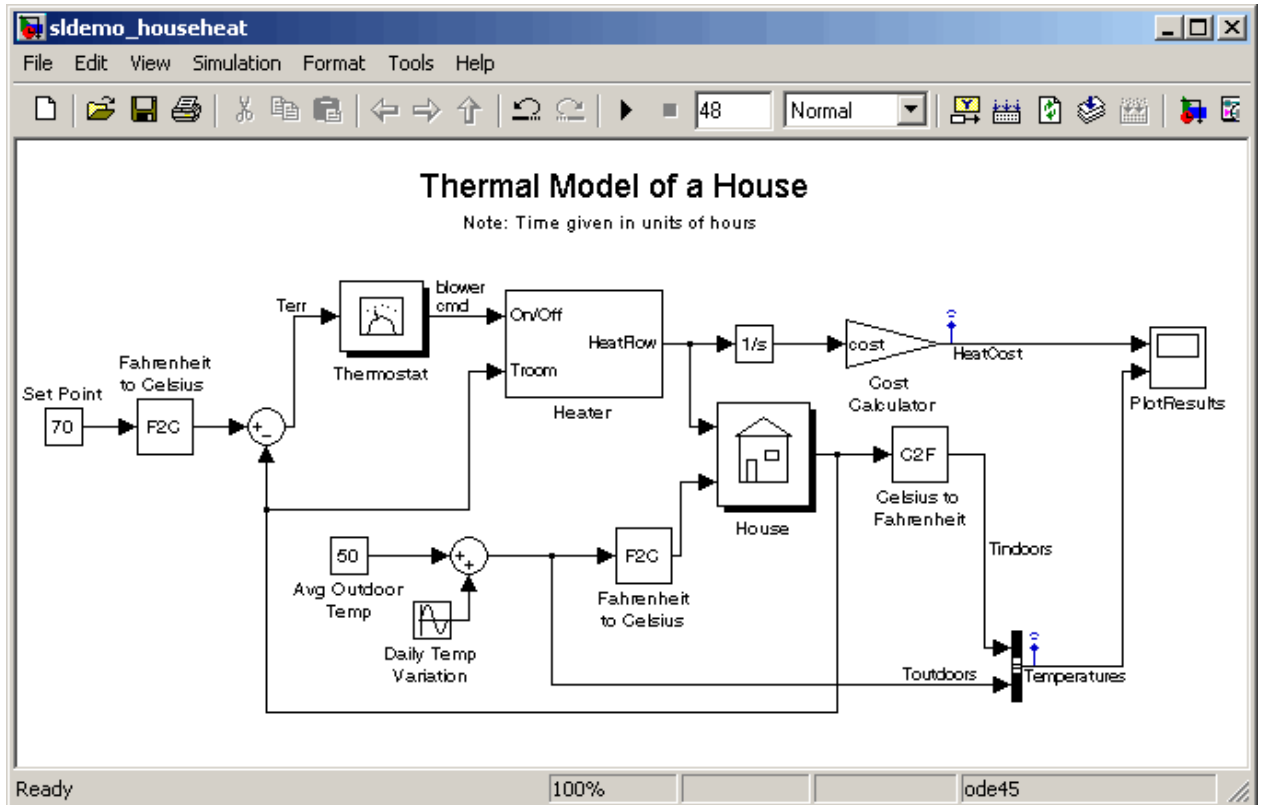 sldemo_househeat
File Edit View Simulation Format Tools Help
48 Normal
Thermal Model of a House
Note: Time given in units of hours
Terr
blower
cmd
On/Off
HeatFlow
Troom
Heater
Thermostat
1/s
cost
Cost
Calculator
HeatCost
PlotResults
Set Point
70
Fahrenheit
to Celsius
F2C
House
C2F
Celsius to
Fahrenheit
50
Avg Outdoor
Temp
Daily Temp
Variation
F2C
Fahrenheit
to Celsius
Tindoors
Toutdoors
Temperatures
Ready 100% ode45